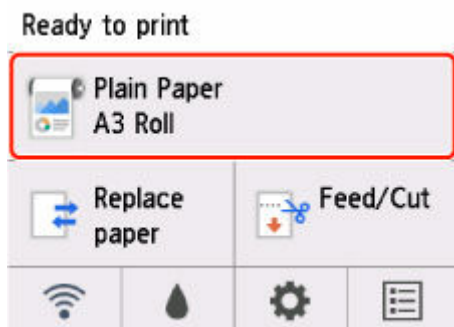 Ready to print
Plain Paper
A3 Roll
Replace
paper
Feed/Cut